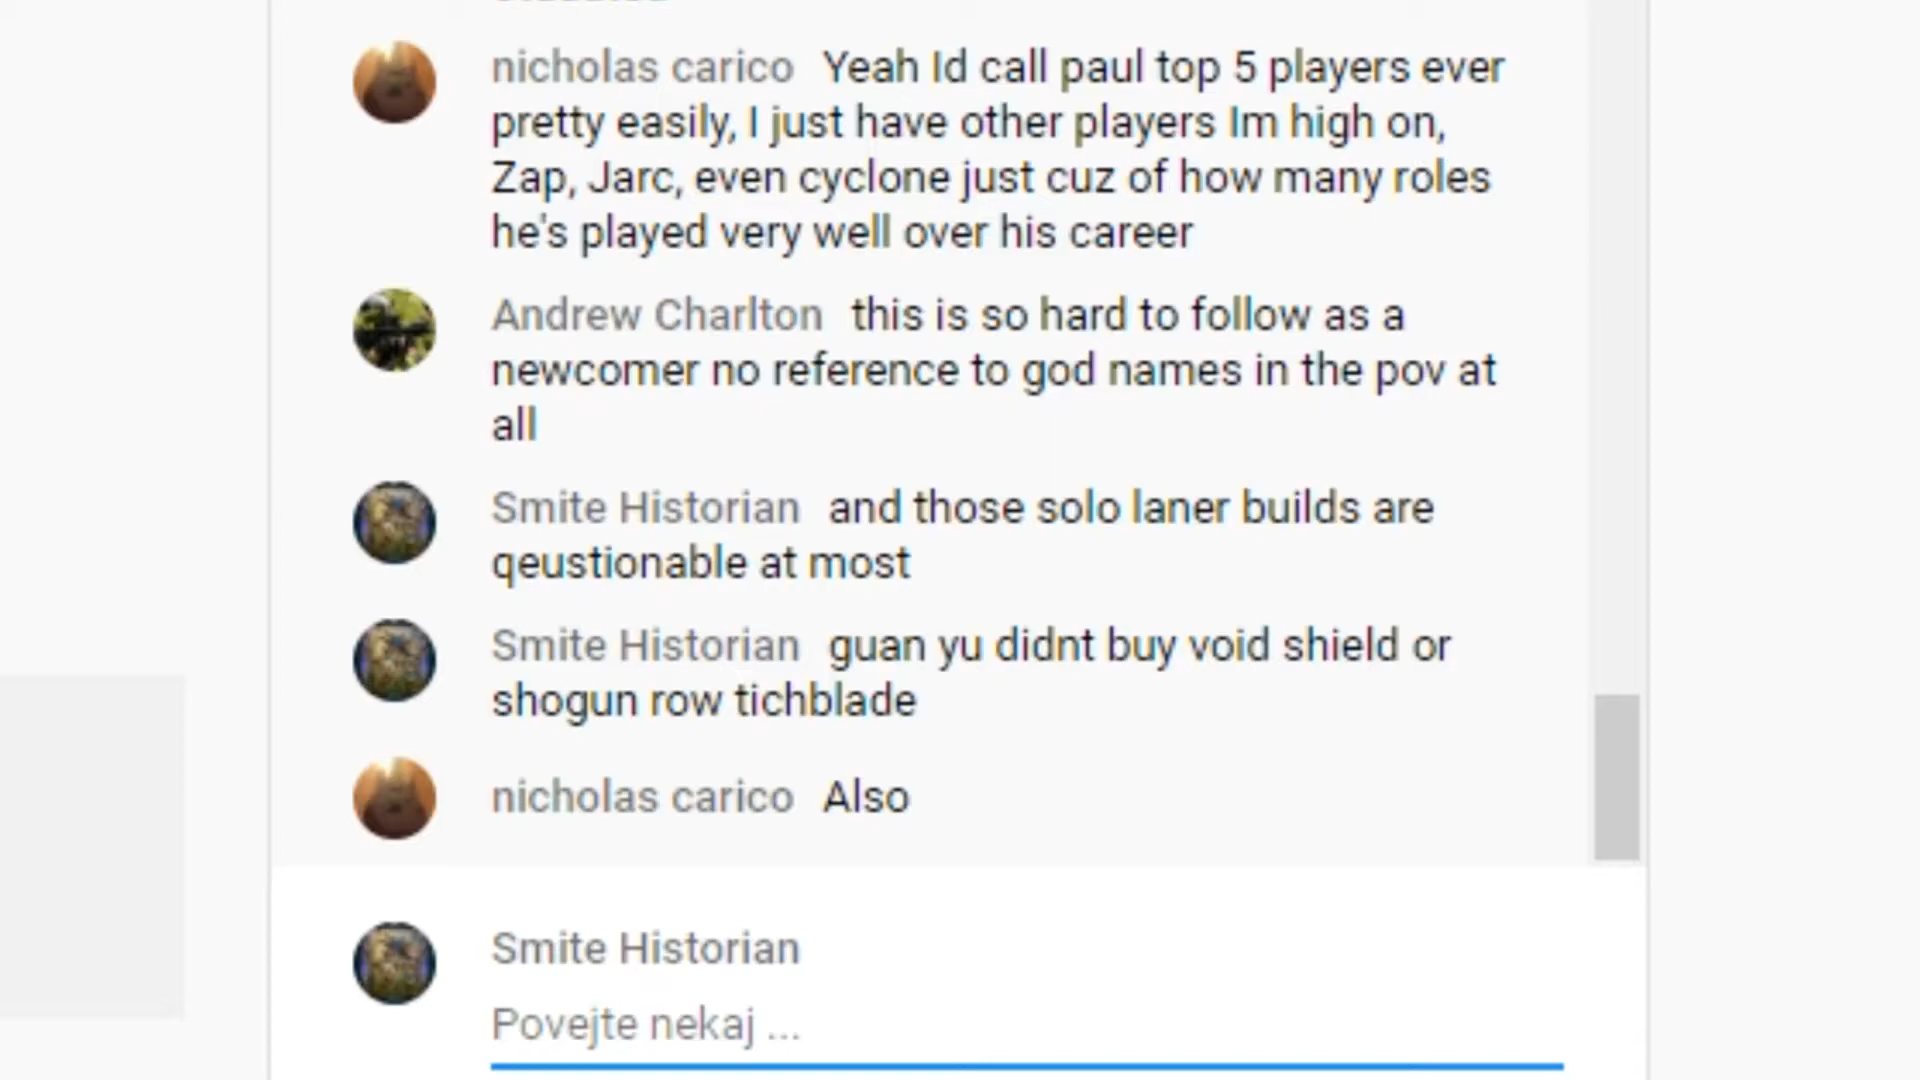 nicholas carico Yeah Id call paul top 5 players ever
pretty easily, I just have other players Im high on,
Zap, Jarc, even cyclone just cuz of how many roles
he's played very well over his career
Andrew Charlton this is so hard to follow as a
newcomer no reference to god names in the pov at
all
Smite Historian and those solo laner builds are
qeustionable at most
Smite Historian guan yu didnt buy void shield or
shogun row tichblade
nicholas carico Also
Smite Historian
Povejte nekaj ...